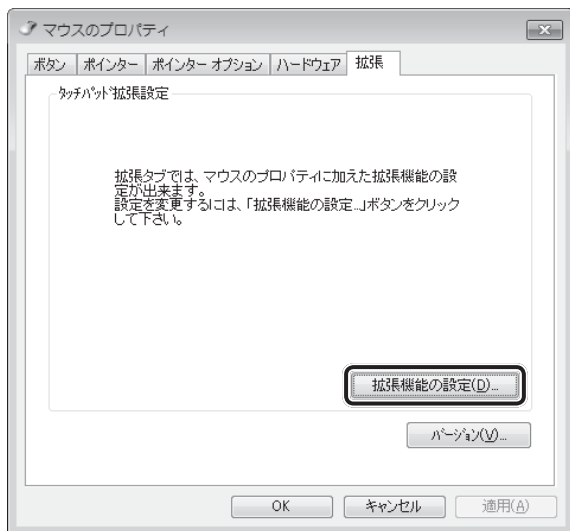 マウスのプロパティ
ボタン ポインター ポインター オプション ハードウェア 拡張
ﾀｯﾁﾊﾟｯﾄﾞ拡張設定
拡張タブでは、マウスのプロパティに加えた拡張機能の設
定が出来ます。
設定を変更するには、「拡張機能の設定...」ボタンをクリック
して下さい。
拡張機能の設定(D)...
ﾊﾞｰｼﾞｮﾝ(V)...
OK キャンセル 適用(A)